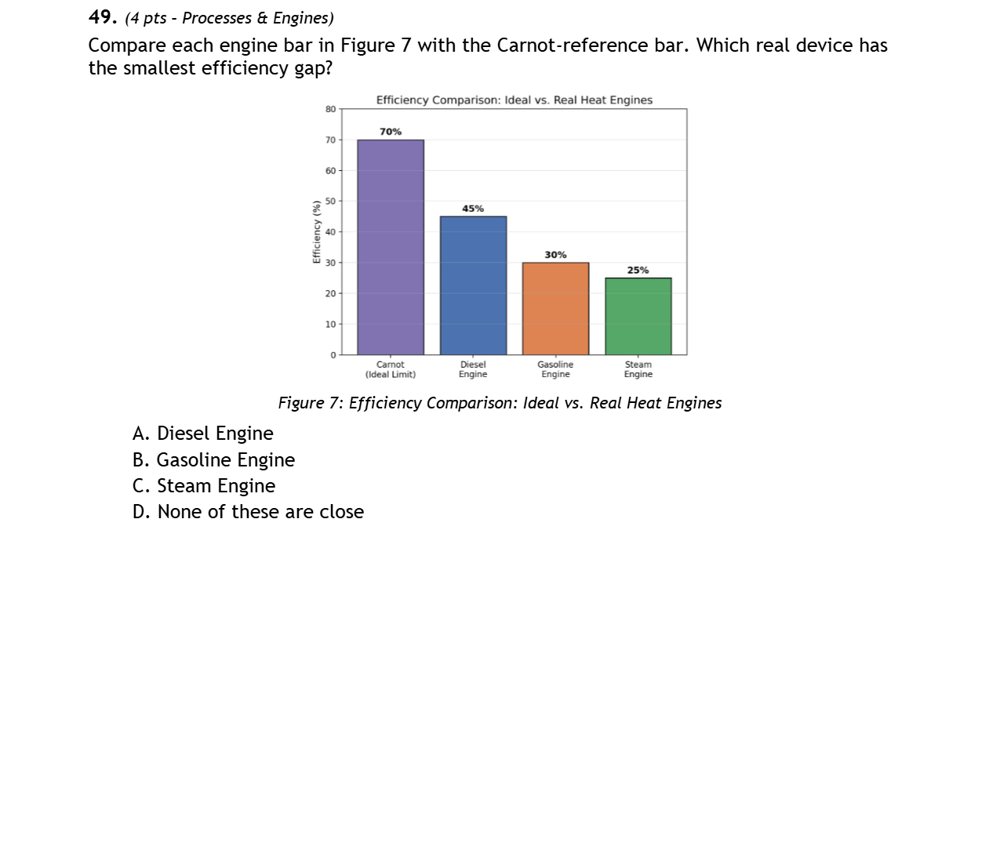 49. (4 pts - Processes & Engines)
Compare each engine bar in Figure 7 with the Carnot-reference bar. Which real device has
the smallest efficiency gap?
Efficiency Comparison: Ideal vs. Real Heat Engines
Efficiency (%)
80
70
60
50
40
30
20
10
0
70%
45%
30%
25%
Carnot
(Ideal Limit)
Diesel
Engine
Gasoline
Engine
Steam
Engine
Figure 7: Efficiency Comparison: Ideal vs. Real Heat Engines
A. Diesel Engine
B. Gasoline Engine
C. Steam Engine
D. None of these are close